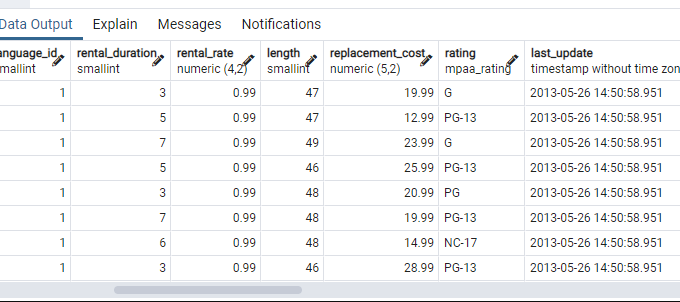 Data Output Explain Messages Notifications
anguage_id rental_duration rental_rate length replacement_cost rating last_update
mallint smallint numeric (4,2) smallint numeric (5,2) mpaa_rating timestamp without time zon
1 3 0.99 47 19.99 G 2013-05-26 14:50:58.951
1 5 0.99 47 12.99 PG-13 2013-05-26 14:50:58.951
1 7 0.99 49 23.99 G 2013-05-26 14:50:58.951
1 5 0.99 46 25.99 PG-13 2013-05-26 14:50:58.951
1 3 0.99 48 20.99 PG 2013-05-26 14:50:58.951
1 7 0.99 48 19.99 PG-13 2013-05-26 14:50:58.951
1 6 0.99 48 14.99 NC-17 2013-05-26 14:50:58.951
1 3 0.99 46 28.99 PG-13 2013-05-26 14:50:58.951